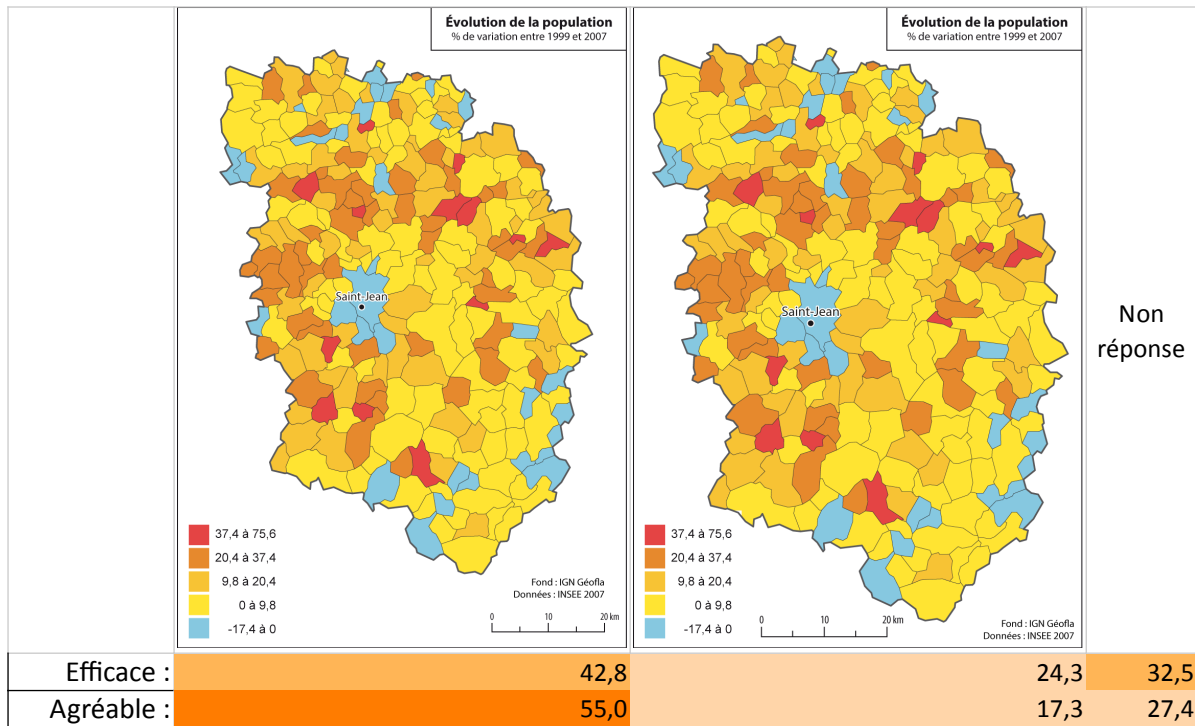 Évolution de la population
% de variation entre 1999 et 2007
Saint-Jean
37,4 à 75,6
20,4 à 37,4
9,8 à 20,4
0 à 9,8
-17,4 à 0
Fond : IGN Géofla
Données : INSEE 2007
0 10 20 km
Évolution de la population
% de variation entre 1999 et 2007
Saint-Jean
37,4 à 75,6
20,4 à 37,4
9,8 à 20,4
0 à 9,8
-17,4 à 0
0 10 20 km
Fond : IGN Géofla
Données : INSEE 2007
Non
réponse
Efficace : 42,8 24,3 32,5
Agréable : 55,0 17,3 27,4